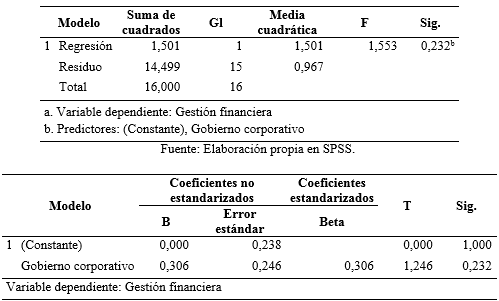 Modelo Suma de cuadrados Gl Media cuadrática F Sig.
1 Regresión 1,501 1 1,501 1,553 0,232b
Residuo 14,499 15 0,967
Total 16,000 16
a. Variable dependiente: Gestión financiera
b. Predictores: (Constante), Gobierno corporativo
Fuente: Elaboración propia en SPSS.
Modelo Coeficientes no estandarizados Coeficientes estandarizados T Sig.
B Error estándar Beta
1 (Constante) 0,000 0,238 0,000 1,000
Gobierno corporativo 0,306 0,246 0,306 1,246 0,232
Variable dependiente: Gestión financiera